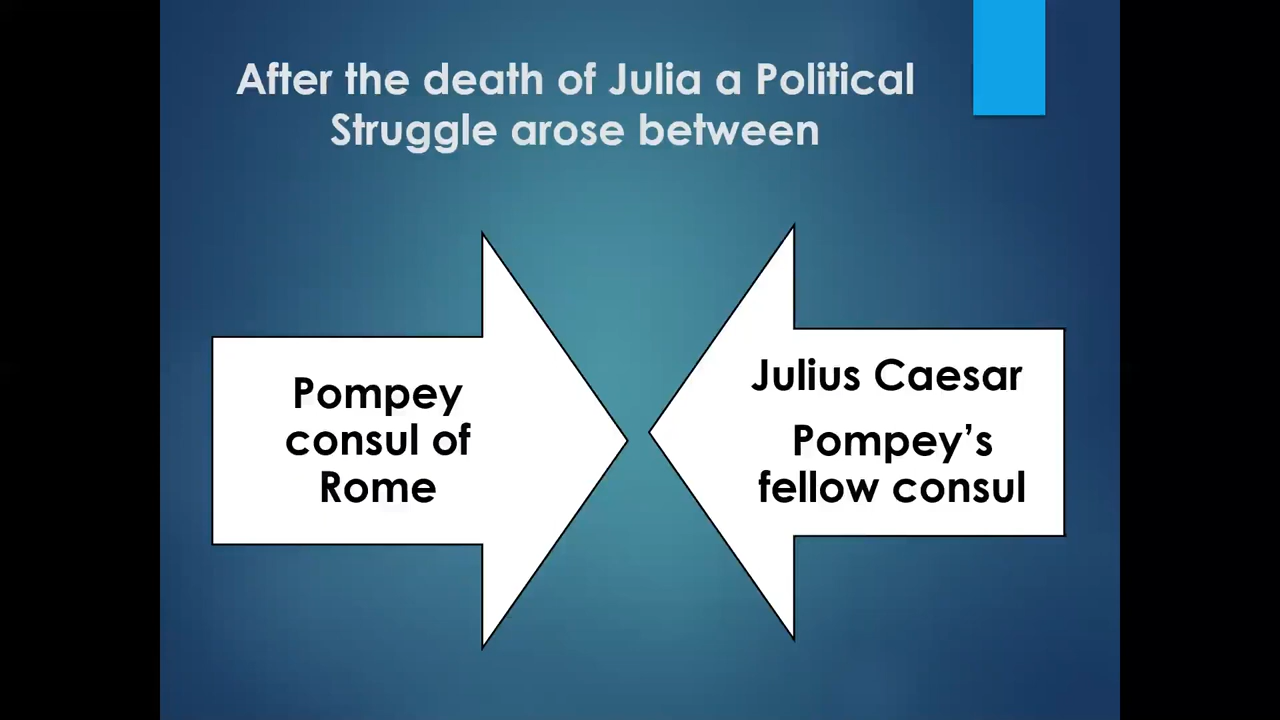 After the death of Julia a Political
Struggle arose between
Pompey
consul of
Rome
Julius Caesar
Pompey’s
fellow consul